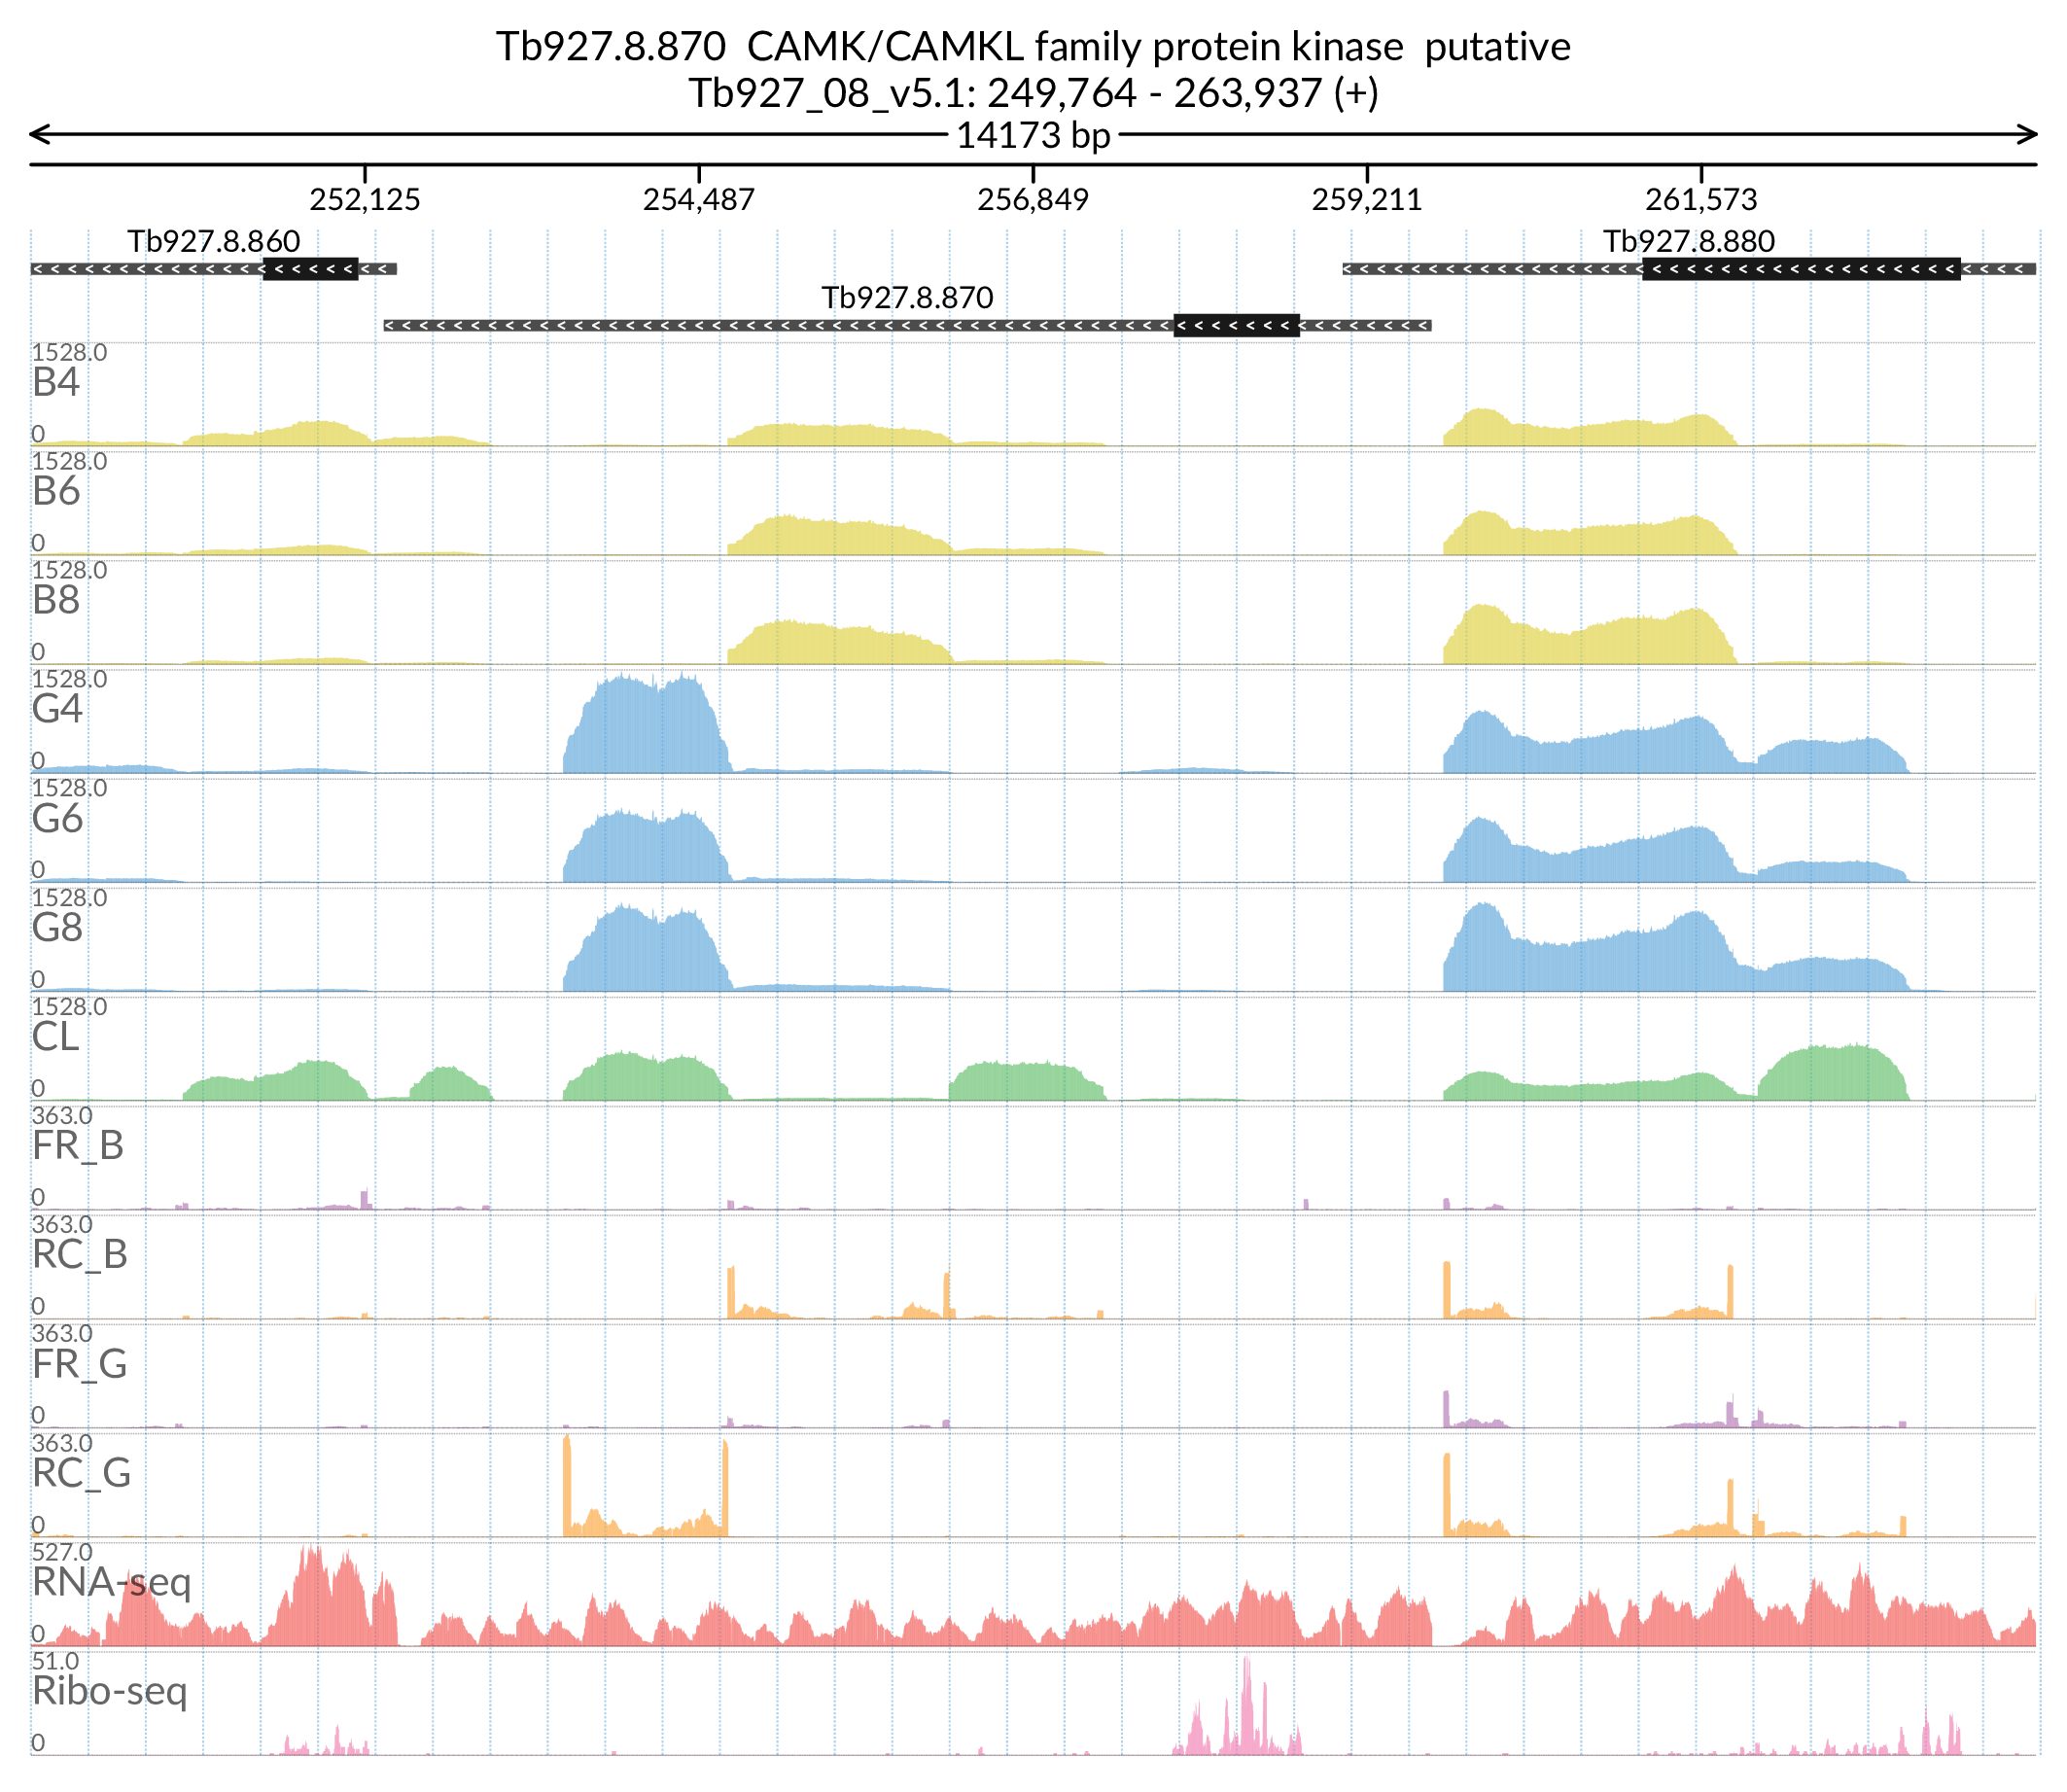 Tb927.8.870 CAMK/CAMKL family protein kinase putative
Tb927_08_v5.1: 249,764 - 263,937 (+)
14173 bp
252,125 254,487 256,849 259,211 261,573
Tb927.8.860 Tb927.8.880
Tb927.8.870
1528.0
B4
0
1528.0
B6
0
1528.0
B8
0
1528.0
G4
0
1528.0
G6
0
1528.0
G8
0
1528.0
CL
0
363.0
FR_B
0
363.0
RC_B
0
363.0
FR_G
0
363.0
RC_G
0
527.0
RNA-seq
0
51.0
Ribo-seq
0